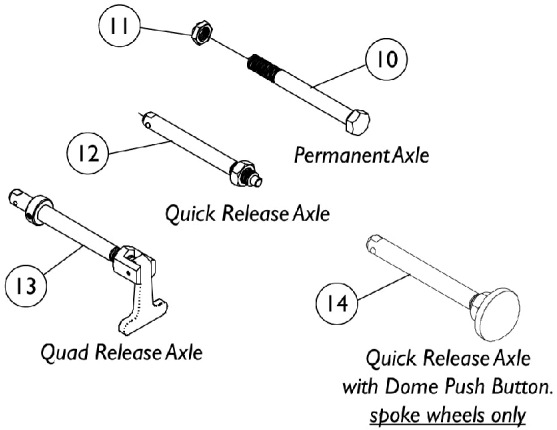 11
10
Permanent Axle
12
Quick Release Axle
13
Quad Release Axle
14
Quick Release Axle
with Dome Push Button.
spoke wheels only